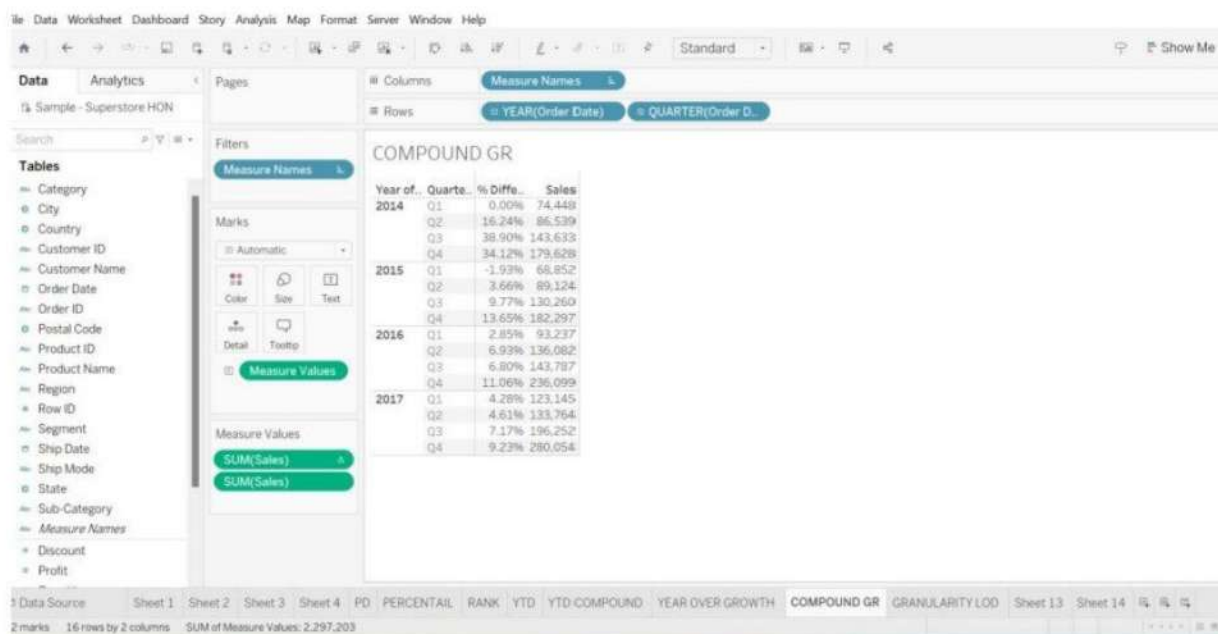 ile Data Worksheet Dashboard Story Analysis Map Format Server Window Help
Standard
Show Me
Data Analytics
Pages
Columns Measure Names
Sample - Superstore HON
Rows YEAR(Order Date) QUARTER(Order D..
Search
Filters
Measure Names
COMPOUND GR
Tables
Category
City
Country
Customer ID
Customer Name
Order Date
Order ID
Postal Code
Product ID
Product Name
Region
Row ID
Segment
Ship Date
Ship Mode
State
Sub-Category
Measure Names
Discount
Profit
Marks
Automatic
Color Size Text
Detail Tooltip
Measure Values
Measure Values
SUM(Sales)
SUM(Sales)
Year of.. Quarte.. % Diffe.. Sales
2014 Q1 0.00% 74,448
Q2 16.24% 86,539
Q3 38.90% 143,633
Q4 34.12% 179,628
2015 Q1 -1.93% 68,852
Q2 3.66% 89,124
Q3 9.77% 130,260
Q4 13.65% 182,297
2016 Q1 2.85% 93,237
Q2 6.93% 136,082
Q3 6.80% 143,787
Q4 11.06% 236,099
2017 Q1 4.28% 123,145
Q2 4.61% 133,764
Q3 7.17% 196,252
Q4 9.23% 280,054
Data Source Sheet 1 Sheet 2 Sheet 3 Sheet 4 PD PERCENTAIL RANK YTD YTD COMPOUND YEAR OVER GROWTH COMPOUND GR GRANULARITY LOD Sheet 13 Sheet 14
2 marks 16 rows by 2 columns SUM of Measure Values: 2,297,203